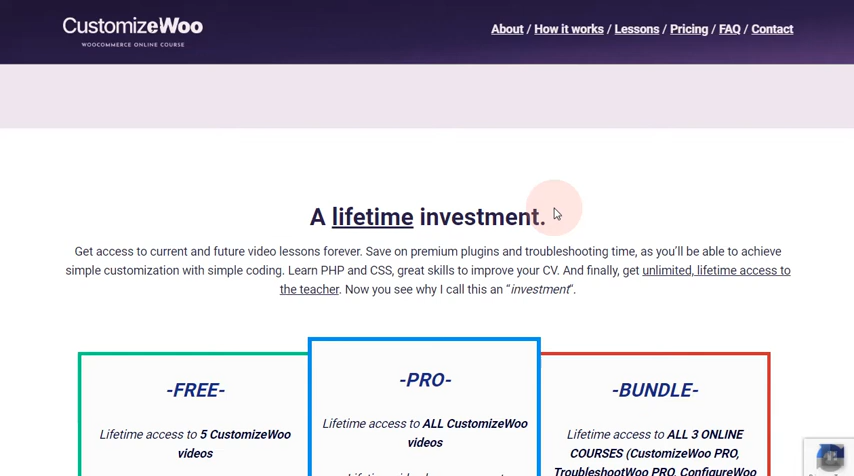 CustomizeWoo
WOOCOMMERCE ONLINE COURSE
About / How it works / Lessons / Pricing / FAQ / Contact
A lifetime investment.
Get access to current and future video lessons forever. Save on premium plugins and troubleshooting time, as you’ll be able to achieve
simple customization with simple coding. Learn PHP and CSS, great skills to improve your CV. And finally, get unlimited, lifetime access to
the teacher. Now you see why I call this an “investment“.
-FREE-
Lifetime access to 5 CustomizeWoo
videos
-PRO-
Lifetime access to ALL CustomizeWoo
videos
-BUNDLE-
Lifetime access to ALL 3 ONLINE
COURSES (CustomizeWoo PRO,
TroubleshootWoo PRO, ConfigureWoo